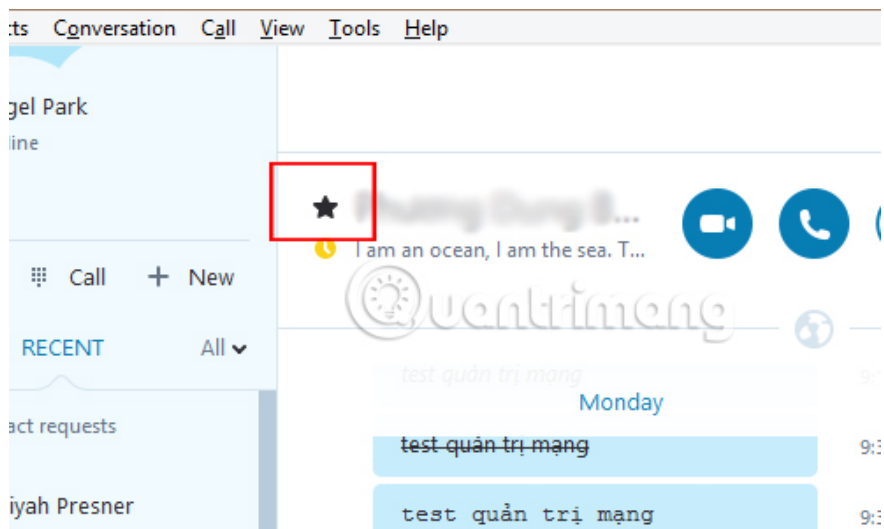 cts Conversation Call View Tools Help
gel Park
line
I am an ocean, I am the sea. T...
Call + New
Quantrimang
RECENT All
test quản trị mạng
Monday
act requests
test quản trị mạng
9:3
iyah Presner
test quản trị mạng
9:3